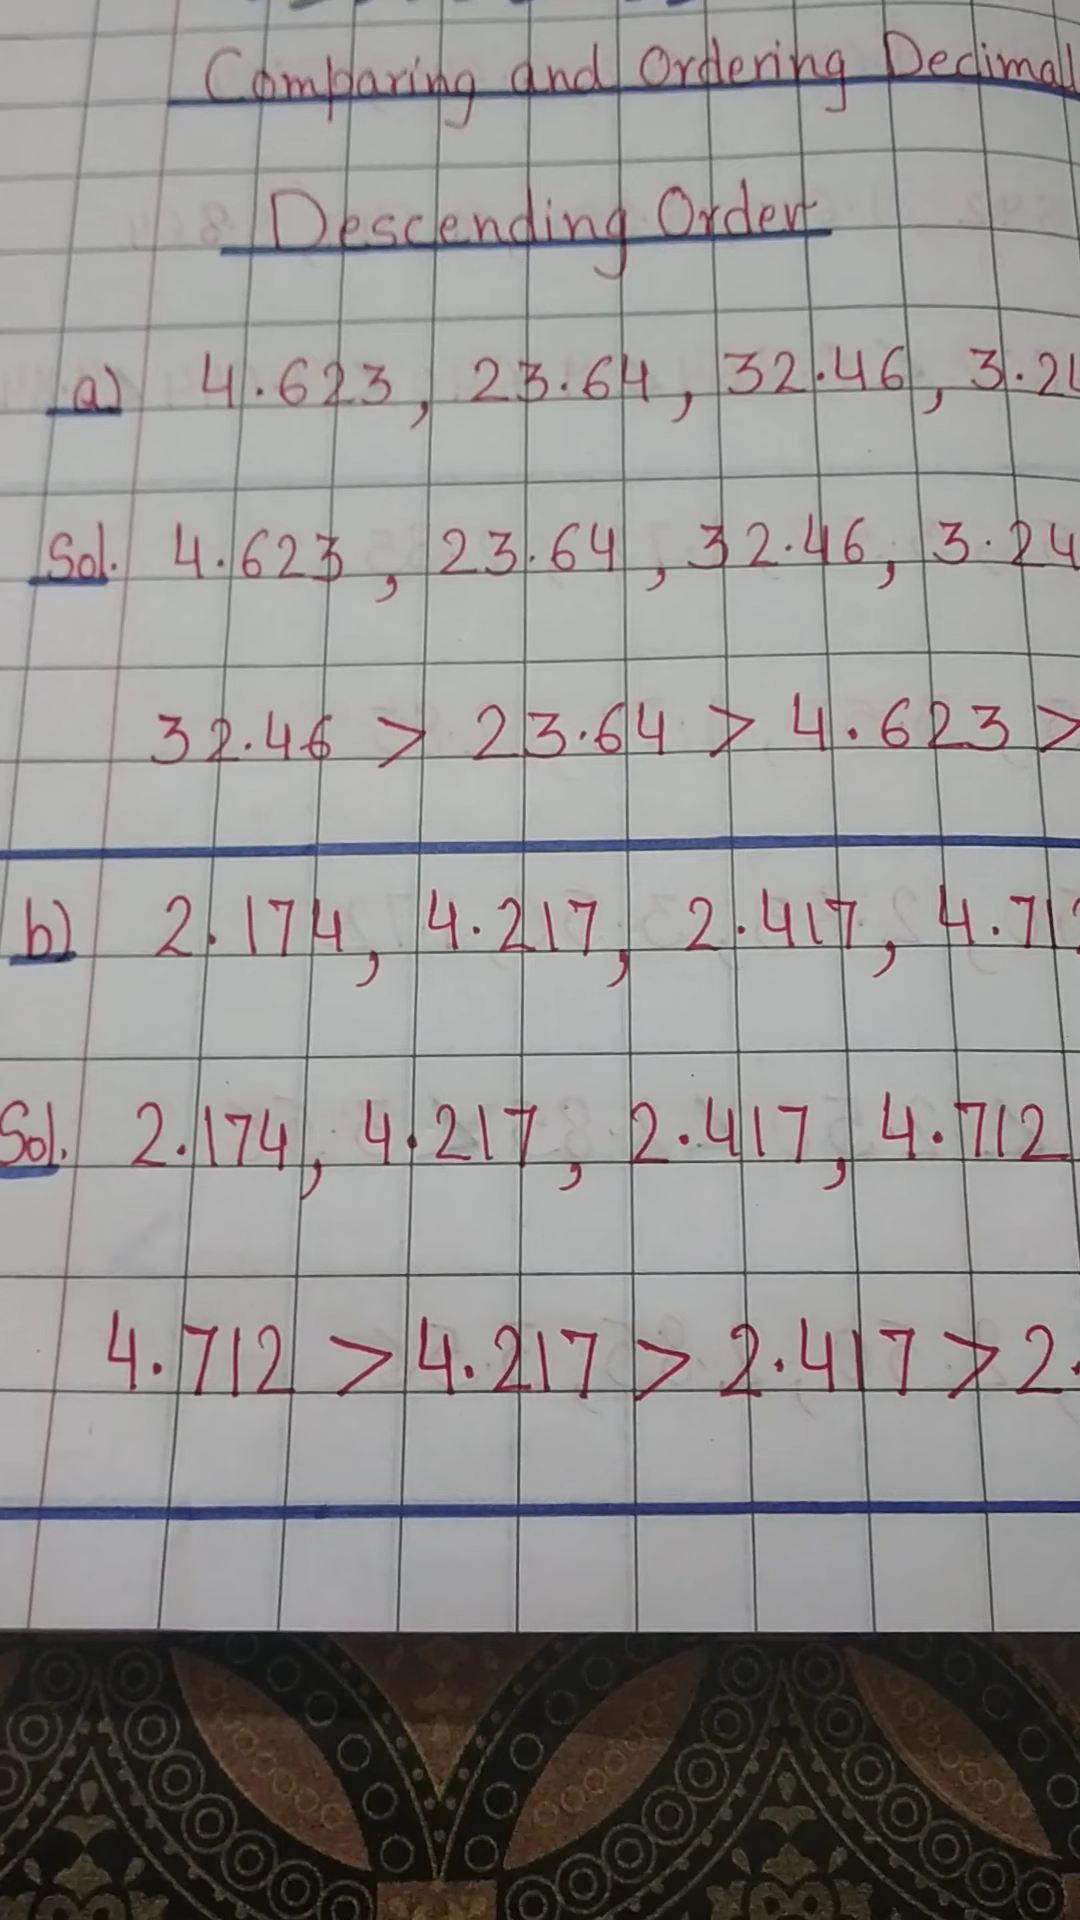 Comparing and Ordering Decimal
Descending Order
a) 4.623, 23.64, 32.46, 3.24
Sol. 4.623, 23.64, 32.46, 3.24
32.46 > 23.64 > 4.623 >
b) 2.174, 4.217, 2.417, 4.71
Sol. 2.174, 4.217, 2.417, 4.712
4.712 > 4.217 > 2.417 > 2.